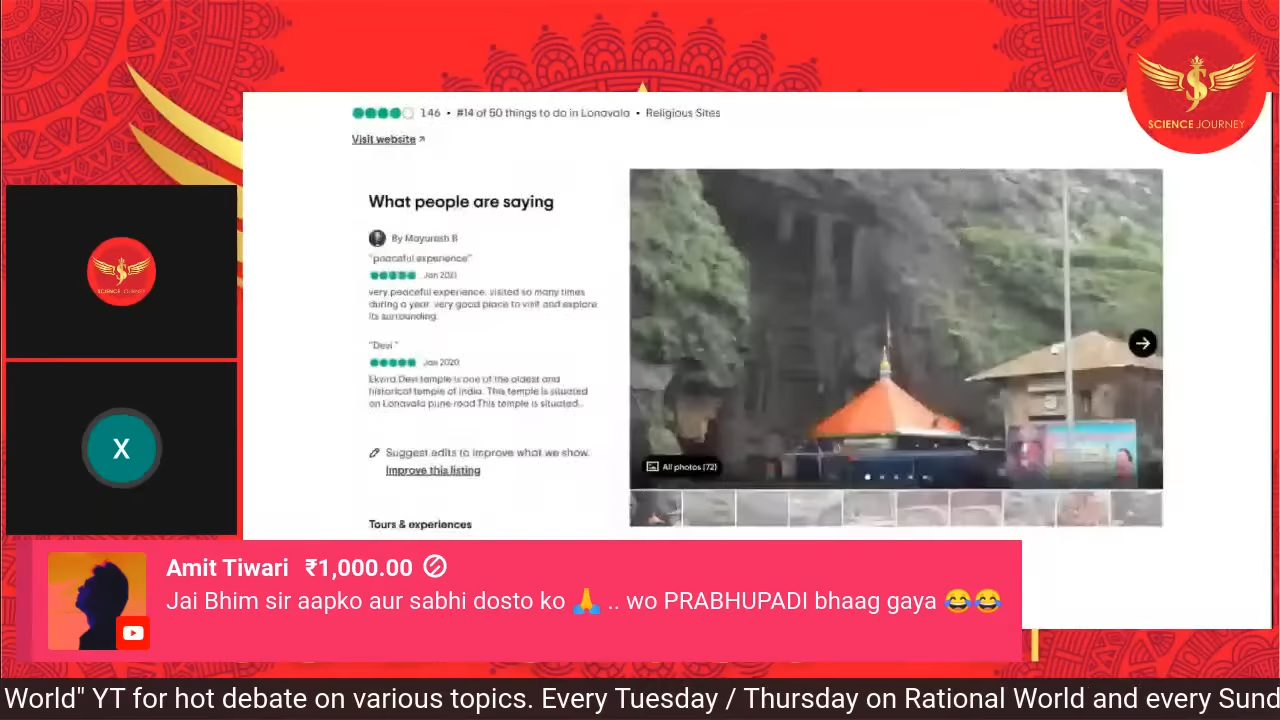 146 • #14 of 50 things to do in Lonavala • Religious Sites
Visit website
SCIENCE JOURNEY
What people are saying
By Mayuresh B
"peaceful experience"
Jan 2021
very peaceful experience. visited so many times
during a year. very good place to visit and explore
its surrounding.
"Devi "
Jan 2020
Ekvira Devi temple is one of the oldest and
historical temple of india. This temple is situated
on Lonavala pune road This temple is situated...
Suggest edits to improve what we show.
Improve this listing
All photos (72)
Tours & experiences
SCIENCE JOURNEY
X
Amit Tiwari ₹1,000.00
Jai Bhim sir aapko aur sabhi dosto ko 🙏 .. wo PRABHUPADI bhaag gaya 😂😂
World" YT for hot debate on various topics. Every Tuesday / Thursday on Rational World and every Sund